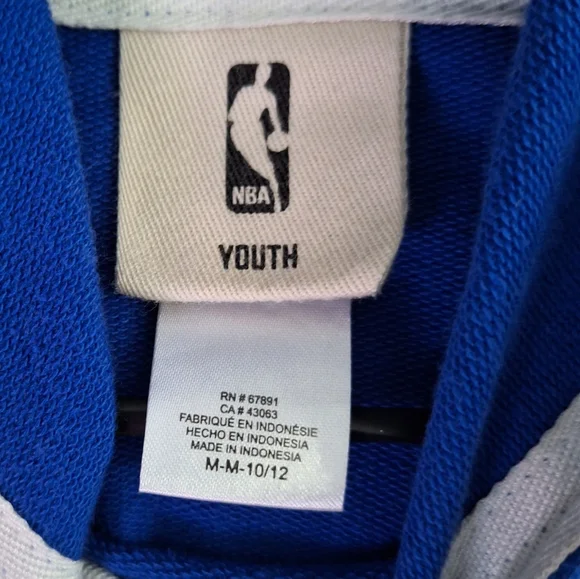 NBA
YOUTH
RN # 67891
CA # 43063
FABRIQUÉ EN INDONÉSIE
HECHO EN INDONESIA
MADE IN INDONESIA
M-M-10/12